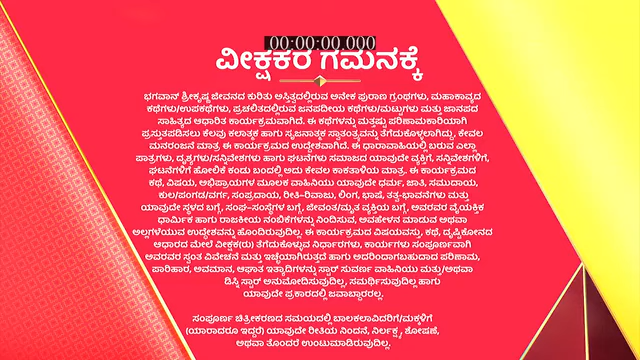 00:00:00.000
ವೀಕ್ಷಕರ ಗಮನಕ್ಕೆ
ಭಗವಾನ್ ಶ್ರೀಕೃಷ್ಣ ಜೀವನದ ಕುರಿತು ಅಸ್ತಿತ್ವದಲ್ಲಿರುವ ಅನೇಕ ಪುರಾಣ ಗ್ರಂಥಗಳು, ಮಹಾಕಾವ್ಯದ
ಕಥೆಗಳು/ಉಪಕಥೆಗಳು, ಪ್ರಚಲಿತದಲ್ಲಿರುವ ಜನಪದೀಯ ಕಥೆಗಳು/ಮಟ್ಟುಗಳು ಮತ್ತು ಜಾನಪದ
ಸಾಹಿತ್ಯದ ಆಧಾರಿತ ಕಾರ್ಯಕ್ರಮವಾಗಿದೆ. ಈ ಕಥೆಗಳನ್ನು ಮತ್ತಷ್ಟು ಪರಿಣಾಮಕಾರಿಯಾಗಿ
ಪ್ರಸ್ತುತಪಡಿಸಲು ಕೆಲವು ಕಲಾತ್ಮಕ ಹಾಗು ಸೃಜನಾತ್ಮಕ ಸ್ವಾತಂತ್ರ್ಯವನ್ನು ತೆಗೆದುಕೊಳ್ಳಲಾಗಿದ್ದು, ಕೇವಲ
ಮನರಂಜನೆ ಮಾತ್ರ ಈ ಕಾರ್ಯಕ್ರಮದ ಉದ್ದೇಶವಾಗಿದೆ. ಈ ಧಾರಾವಾಹಿಯಲ್ಲಿ ಬರುವ ಎಲ್ಲಾ
ಪಾತ್ರಗಳು, ದೃಶ್ಯಗಳು/ಸನ್ನಿವೇಶಗಳು ಹಾಗು ಘಟನೆಗಳು ಸಮಾಜದ ಯಾವುದೇ ವ್ಯಕ್ತಿಗೆ, ಸನ್ನಿವೇಶಗಳಿಗೆ,
ಘಟನೆಗಳಿಗೆ ಹೋಲಿಕೆ ಕಂಡು ಬಂದಲ್ಲಿ ಅದು ಕೇವಲ ಕಾಕತಾಳೀಯ ಮಾತ್ರ. ಈ ಕಾರ್ಯಕ್ರಮದ
ಕಥೆ, ವಿಷಯ, ಅಭಿಪ್ರಾಯಗಳ ಮೂಲಕ ವಾಹಿನಿಯು ಯಾವುದೇ ಧರ್ಮ, ಜಾತಿ, ಸಮುದಾಯ,
ಕುಲ/ಪಂಗಡ/ವರ್ಗ, ಸಂಪ್ರದಾಯ, ರೀತಿ-ರಿವಾಜು, ಲಿಂಗ, ಭಾಷೆ, ತತ್ವ-ಭಾವನೆಗಳು ಮತ್ತು
ಯಾವುದೇ ಸ್ಥಳದ ಬಗ್ಗೆ, ಸಂಘ-ಸಂಸ್ಥೆಗಳ ಬಗ್ಗೆ, ಜೀವಂತ/ಮೃತ ವ್ಯಕ್ತಿಯ ಬಗ್ಗೆ, ಅವರವರ ವೈಯಕ್ತಿಕ
ಧಾರ್ಮಿಕ ಹಾಗು ರಾಜಕೀಯ ನಂಬಿಕೆಗಳನ್ನು ನಿಂದಿಸುವ, ಅವಹೇಳನ ಮಾಡುವ ಅಥವಾ
ಅಲ್ಲಗಳೆಯುವ ಉದ್ದೇಶವನ್ನು ಹೊಂದಿರುವುದಿಲ್ಲ. ಈ ಕಾರ್ಯಕ್ರಮದ ವಿಷಯವಸ್ತು, ಕಥೆ, ದೃಷ್ಟಿಕೋನದ
ಆಧಾರದ ಮೇಲೆ ವೀಕ್ಷಕ(ರು) ತೆಗೆದುಕೊಳ್ಳುವ ನಿರ್ಧಾರಗಳು, ಕಾರ್ಯಗಳು ಸಂಪೂರ್ಣವಾಗಿ
ಅವರವರ ಸ್ವಂತ ವಿವೇಚನೆ ಮತ್ತು ಇಚ್ಛೆಯಾಗಿರುತ್ತದೆ ಹಾಗು ಅದರಿಂದಾಗಬಹುದಾದ ಪರಿಣಾಮ,
ಪಾರಿಹಾರ, ಅವಮಾನ, ಆಘಾತ ಇತ್ಯಾದಿಗಳನ್ನು ಸ್ಟಾರ್ ಸುವರ್ಣ ವಾಹಿನಿಯು ಮತ್ತು/ಅಥವಾ
ಡಿಸ್ನಿ ಸ್ಟಾರ್ ಅನುಮೋದಿಸುವುದಿಲ್ಲ, ಸಮರ್ಥಿಸುವುದಿಲ್ಲ ಹಾಗು
ಯಾವುದೇ ಪ್ರಕಾರದಲ್ಲಿ ಜವಾಬ್ದಾರರಲ್ಲ.
ಸಂಪೂರ್ಣ ಚಿತ್ರೀಕರಣದ ಸಮಯದಲ್ಲಿ ಬಾಲಕಲಾವಿದರಿಗೆ/ಮಕ್ಕಳಿಗೆ
(ಯಾರಾದರೂ ಇದ್ದರೆ) ಯಾವುದೇ ರೀತಿಯ ನಿಂದನೆ, ನಿರ್ಲಕ್ಷ್ಯ, ಶೋಷಣೆ,
ಅಥವಾ ತೊಂದರೆ ಉಂಟುಮಾಡಿರುವುದಿಲ್ಲ.